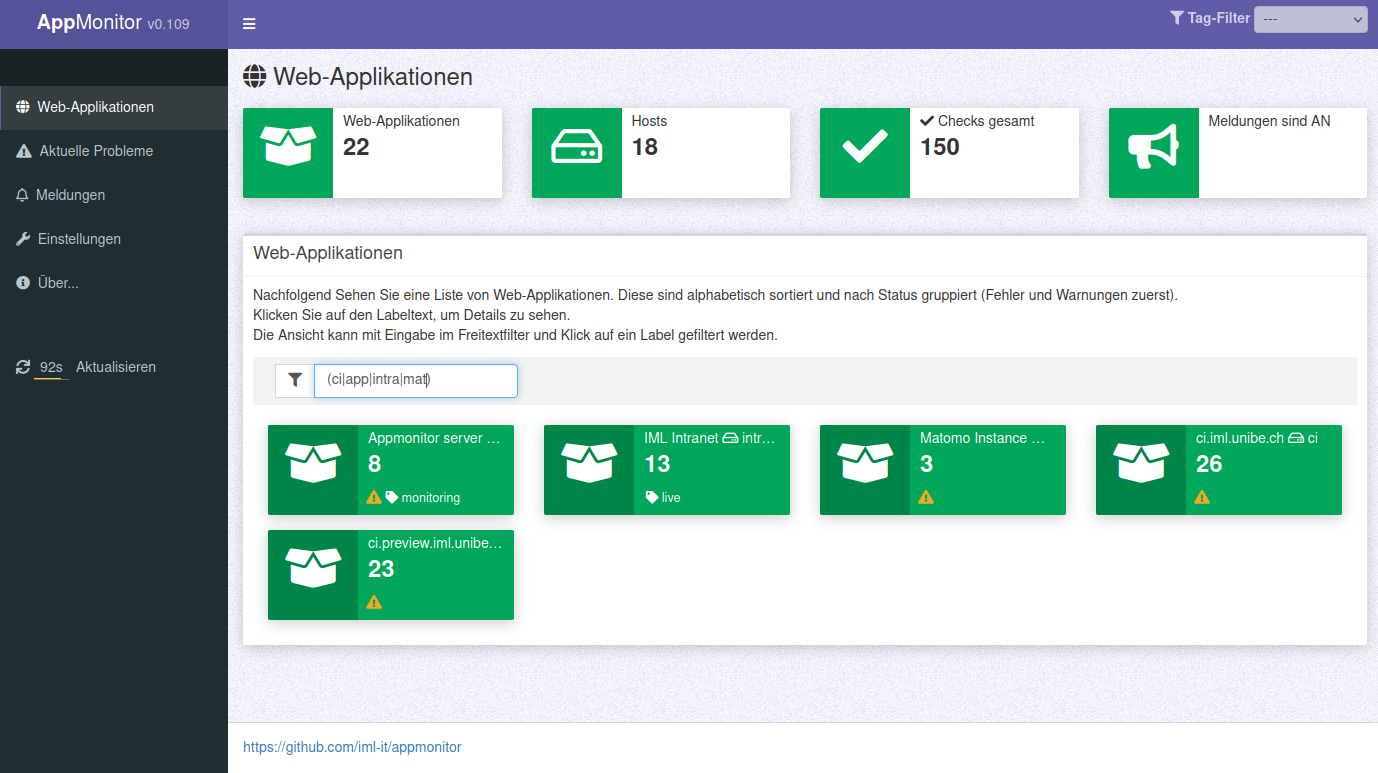 AppMonitor v0.109
Tag-Filter ---
Web-Applikationen
Aktuelle Probleme
Meldungen
Einstellungen
Über...
92s Aktualisieren
Web-Applikationen
Web-Applikationen
22
Hosts
18
Checks gesamt
150
Meldungen sind AN
Web-Applikationen
Nachfolgend Sehen Sie eine Liste von Web-Applikationen. Diese sind alphabetisch sortiert und nach Status gruppiert (Fehler und Warnungen zuerst).
Klicken Sie auf den Labeltext, um Details zu sehen.
Die Ansicht kann mit Eingabe im Freitextfilter und Klick auf ein Label gefiltert werden.
(ci|app|intra|mat)
Appmonitor server ...
8
monitoring
IML Intranet intr...
13
live
Matomo Instance ...
3
ci.iml.unibe.ch ci
26
ci.preview.iml.unibe...
23
https://github.com/iml-it/appmonitor